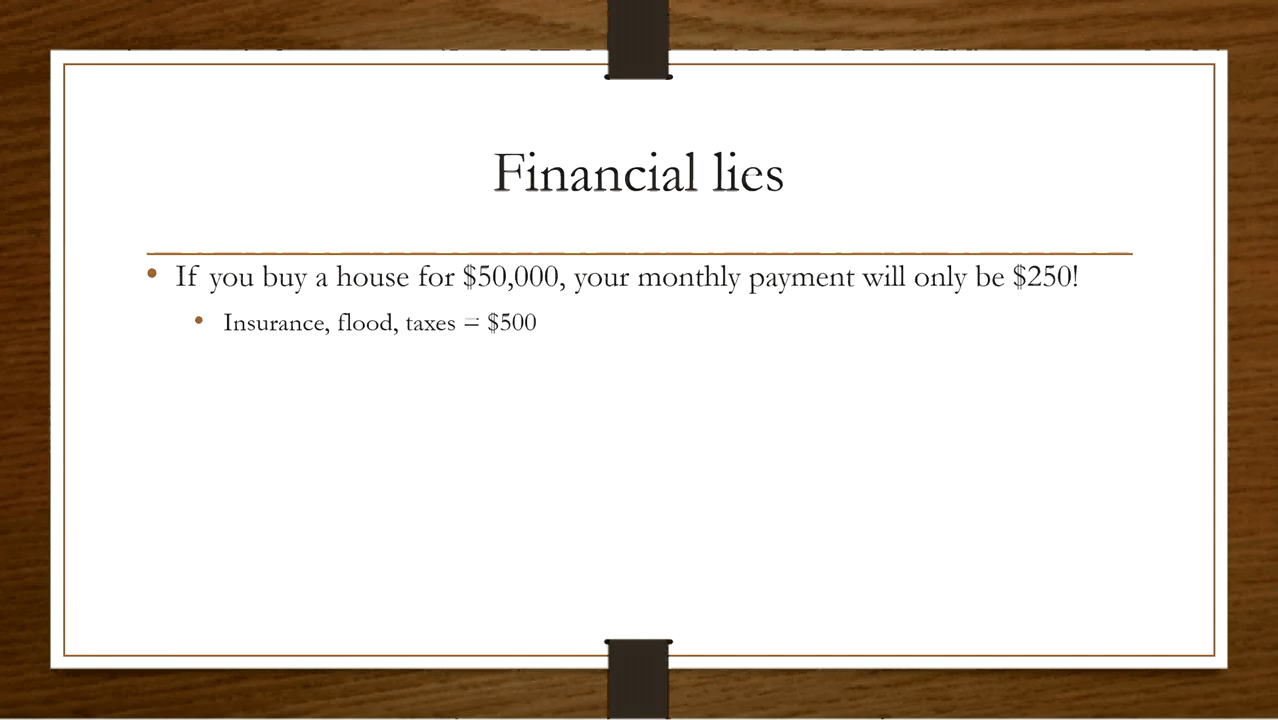 Financial lies
If you buy a house for $50,000, your monthly payment will only be $250!
Insurance, flood, taxes = $500